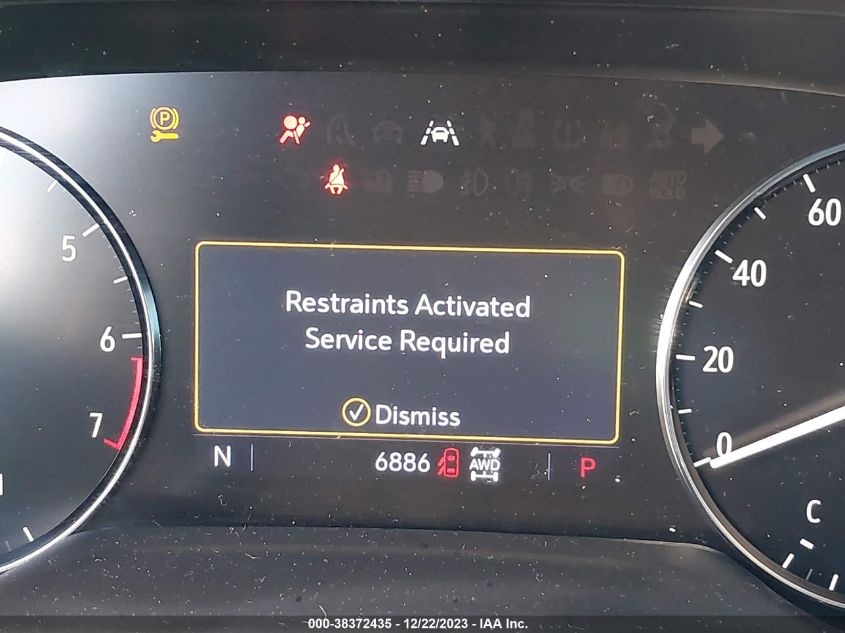 5
6
7
60
40
20
0
C
Restraints Activated
Service Required
Dismiss
N
6886
AWD
P
AUTO
HOLD
000-38372435 - 12/22/2023 - IAA Inc.